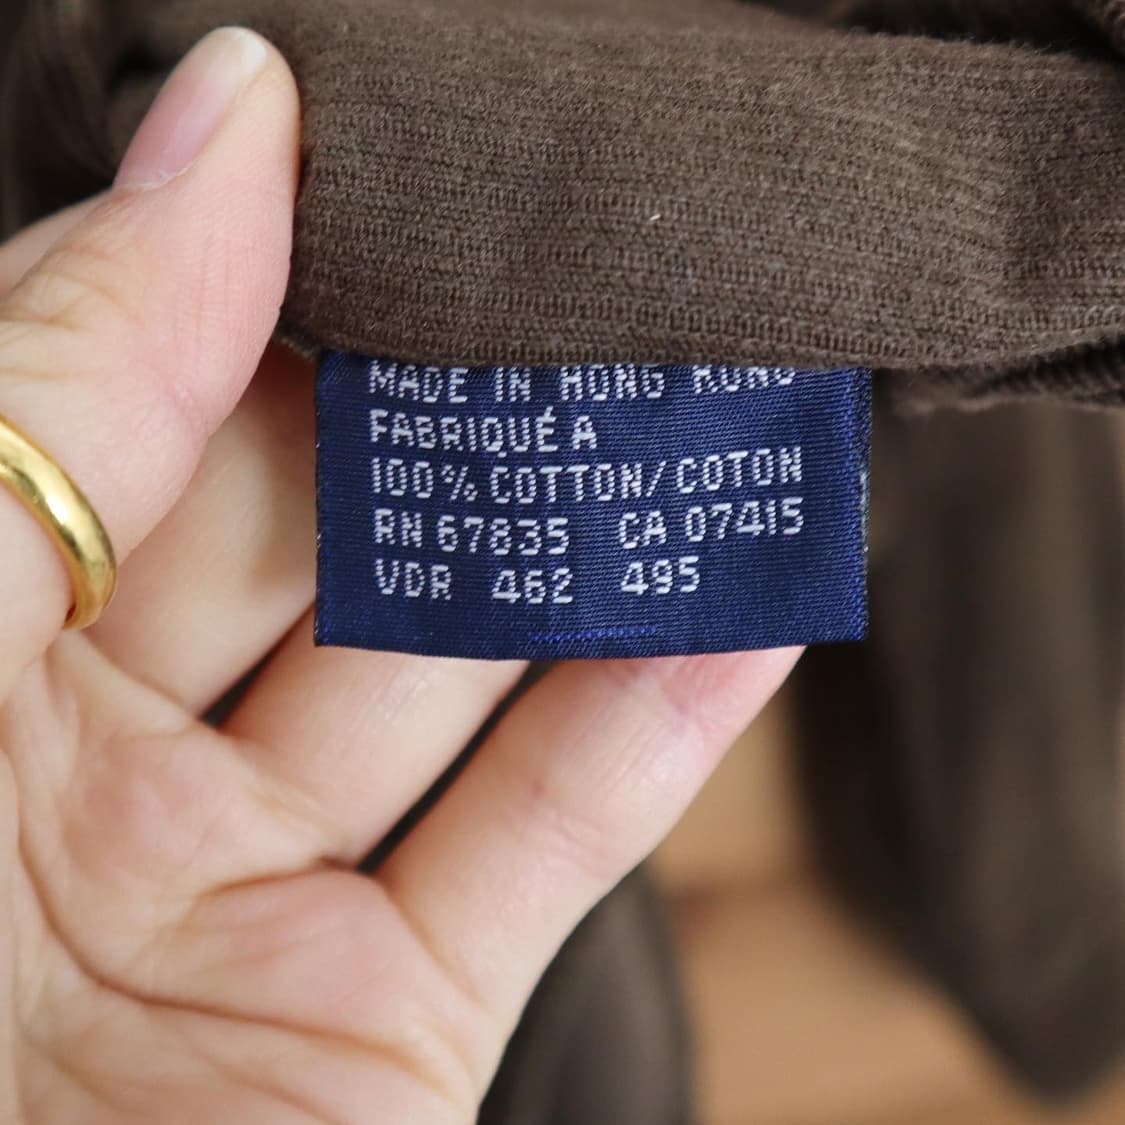 MADE IN HONG KONG
FABRIQUÉ A
100% COTTON/COTON
RN 67835 CA 07415
VDR 462 495